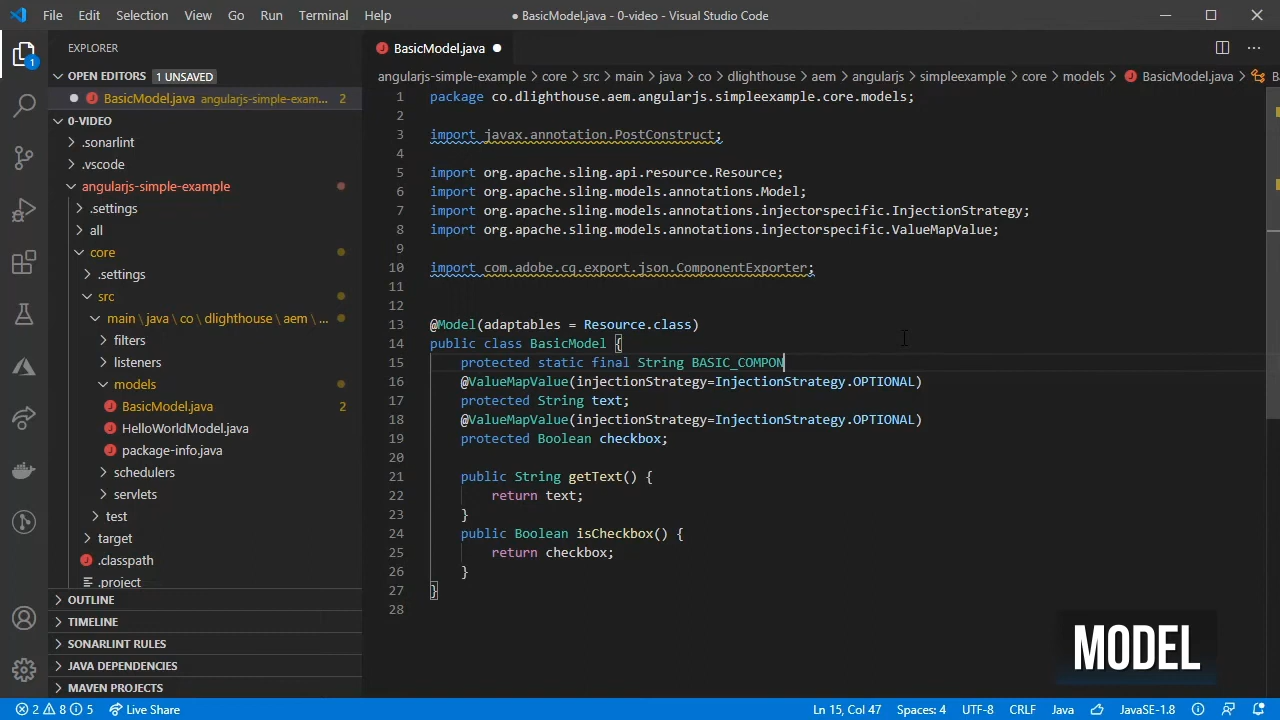 File Edit Selection View Go Run Terminal Help ● BasicModel.java - 0-video - Visual Studio Code
EXPLORER
OPEN EDITORS 1 UNSAVED
BasicModel.java angularjs-simple-exam... 2
0-VIDEO
.sonarlint
.vscode
angularjs-simple-example
.settings
all
core
.settings
src
main\java\co\dlighthouse\aem\...
filters
listeners
models
BasicModel.java 2
HelloWorldModel.java
package-info.java
schedulers
servlets
test
target
.classpath
.project
OUTLINE
TIMELINE
SONARLINT RULES
JAVA DEPENDENCIES
MAVEN PROJECTS
1
BasicModel.java ●
angularjs-simple-example > core > src > main > java > co > dlighthouse > aem > angularjs > simpleexample > core > models > BasicModel.java > B
1 package co.dlighthouse.aem.angularjs.simpleexample.core.models;
2
3 import javax.annotation.PostConstruct;
4
5 import org.apache.sling.api.resource.Resource;
6 import org.apache.sling.models.annotations.Model;
7 import org.apache.sling.models.annotations.injectorspecific.InjectionStrategy;
8 import org.apache.sling.models.annotations.injectorspecific.ValueMapValue;
9
10 import com.adobe.cq.export.json.ComponentExporter;
11
12
13 @Model(adaptables = Resource.class)
14 public class BasicModel {
15 protected static final String BASIC_COMPON
16 @ValueMapValue(injectionStrategy=InjectionStrategy.OPTIONAL)
17 protected String text;
18 @ValueMapValue(injectionStrategy=InjectionStrategy.OPTIONAL)
19 protected Boolean checkbox;
20
21 public String getText() {
22 return text;
23 }
24 public Boolean isCheckbox() {
25 return checkbox;
26 }
27 }
28
MODEL
2 8 5 Live Share Ln 15, Col 47 Spaces: 4 UTF-8 CRLF Java JavaSE-1.8